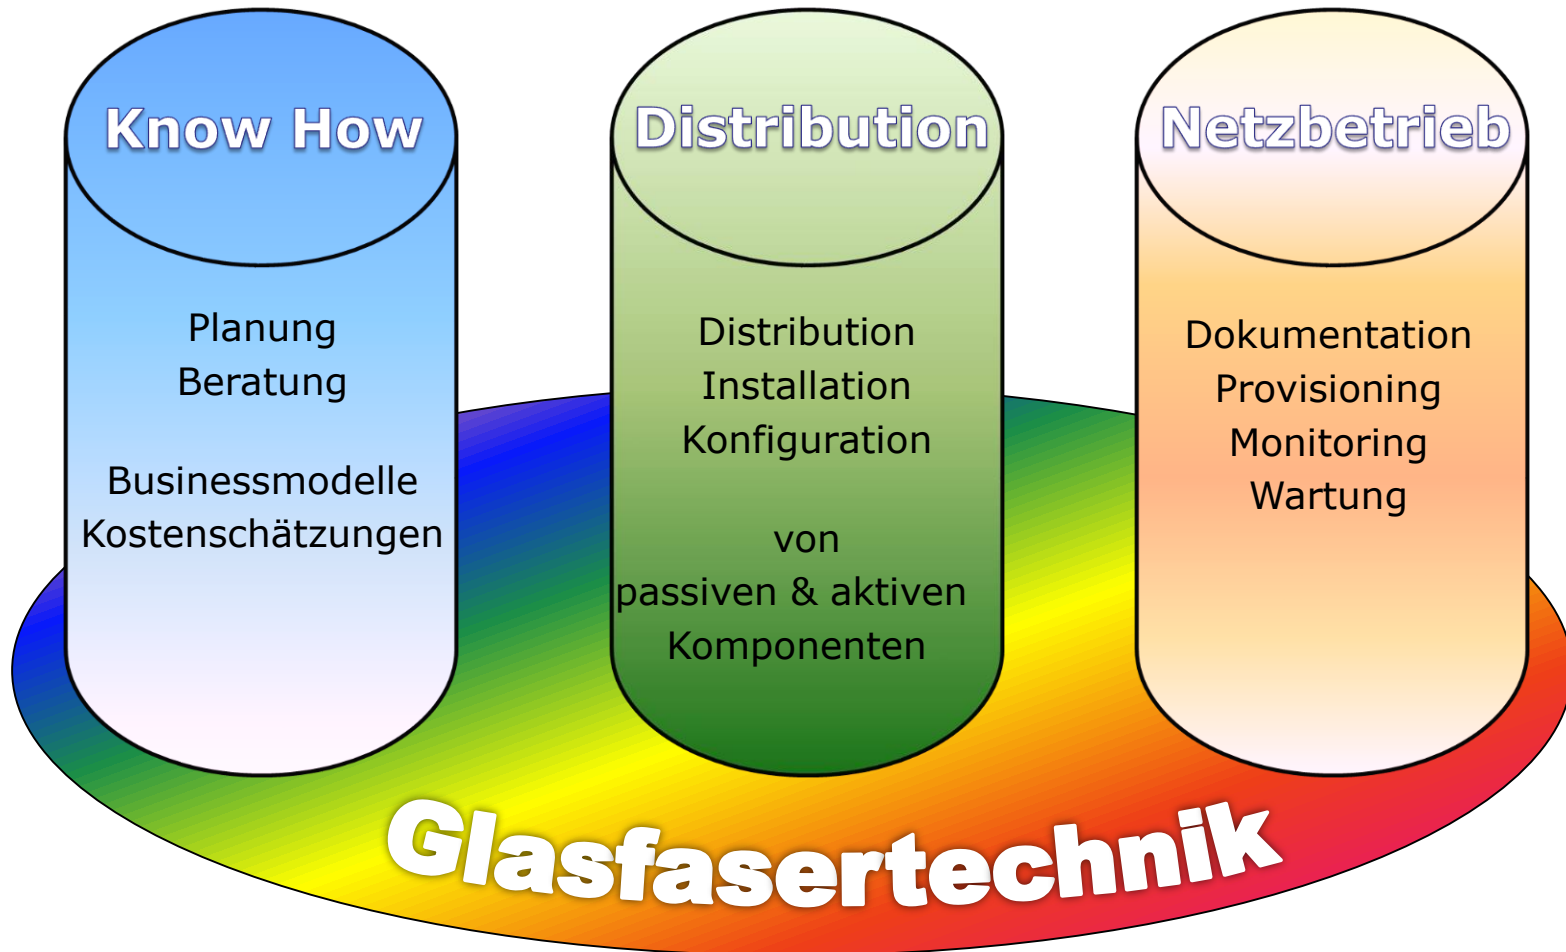 Know How
Planung
Beratung
Businessmodelle
Kostenschätzungen
Distribution
Distribution
Installation
Konfiguration
von
passiven & aktiven
Komponenten
Netzbetrieb
Dokumentation
Provisioning
Monitoring
Wartung
Glasfasertechnik